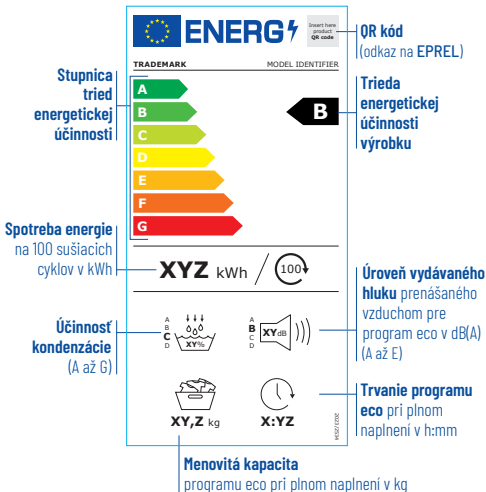 ENERG
Insert here
product
QR code
QR kód
(odkaz na EPREL)
TRADEMARK
MODEL IDENTIFIER
Stupnica
tried
energetickej
účinnosti
A
B
C
D
E
F
G
B
Trieda
energetickej
účinnosti
výrobku
Spotreba energie
na 100 sušiacich
cyklov v kWh
XYZ kWh / 100
Účinnosť
kondenzácie
(A až G)
A
B
C
D
XY%
A
B
C
D
XYdB
Úroveň vydávaného
hluku prenášaného
vzduchom pre
program eco v dB(A)
(A až E)
XY,Z kg
X:YZ
2023/2534
Trvanie programu
eco pri plnom
naplnení v h:mm
Menovitá kapacita
programu eco pri plnom naplnení v kg